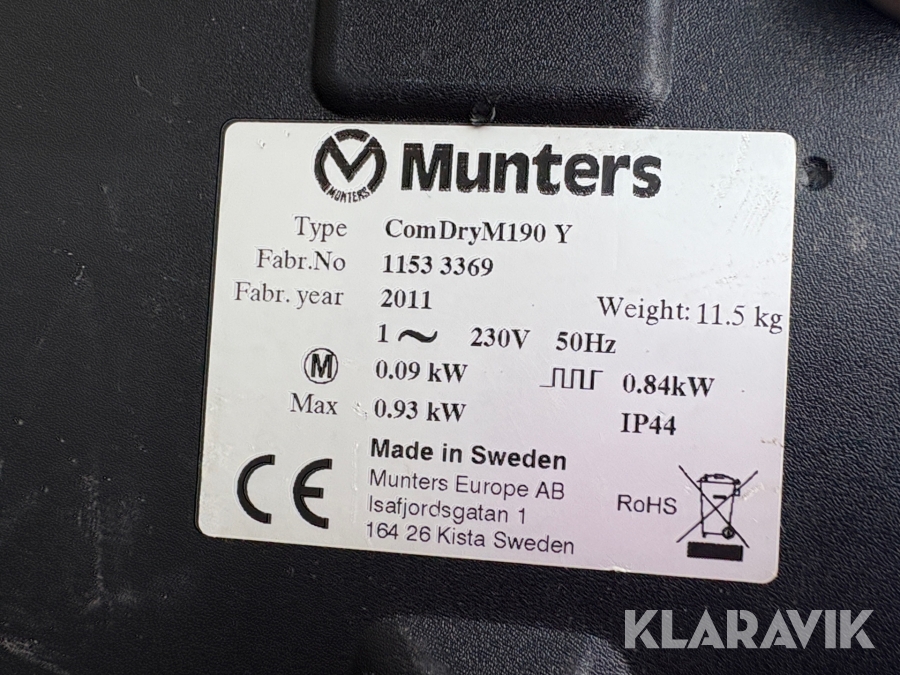 MUNTERS
Munters
Type ComDryM190 Y
Fabr.No 1153 3369
Fabr. year 2011
Weight: 11.5 kg
1 ~ 230V 50Hz
M 0.09 kW 0.84kW
Max 0.93 kW
IP44
Made in Sweden
Munters Europe AB
Isafjordsgatan 1
164 26 Kista Sweden
CE
RoHS
KLARAVIK